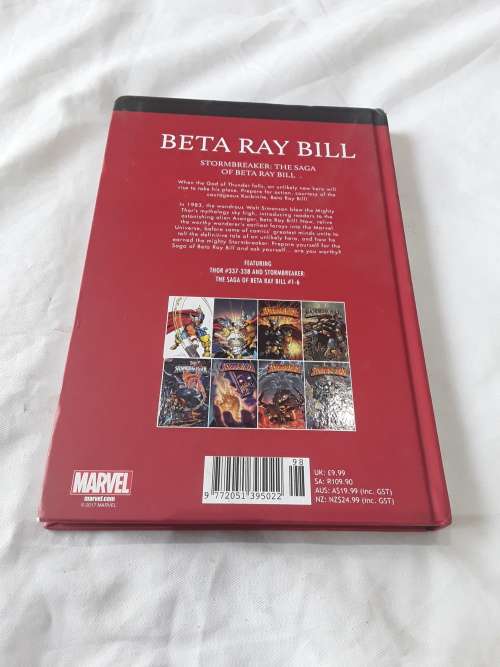 BETA RAY BILL
STORMBREAKER: THE SAGA
OF BETA RAY BILL
When the God of Thunder falls, an unlikely new hero will
rise to take his place. Prepare for action, courtesy of the
courageous Korbinite, Beta Ray Bill!
In 1983, the wondrous Walt Simonson blew the Mighty
Thor's mythology sky high, introducing readers to the
astonishing alien Avenger, Beta Ray Bill! Now, relive
the worthy wanderer's earliest forays into the Marvel
Universe, before some of comics' greatest minds unite to
tell the definitive tale of an unlikely hero, and how he
earned the mighty Stormbreaker. Prepare yourself for the
Saga of Beta Ray Bill and ask yourself... are you worthy?
FEATURING
THOR #337-338 AND STORMBREAKER:
THE SAGA OF BETA RAY BILL #1-6
MARVEL
marvel.com
© 2017 MARVEL
98
9 772051 395022
UK: £9.99
SA: R109.90
AUS: A$19.99 (inc. GST)
NZ: NZ$24.99 (inc. GST)